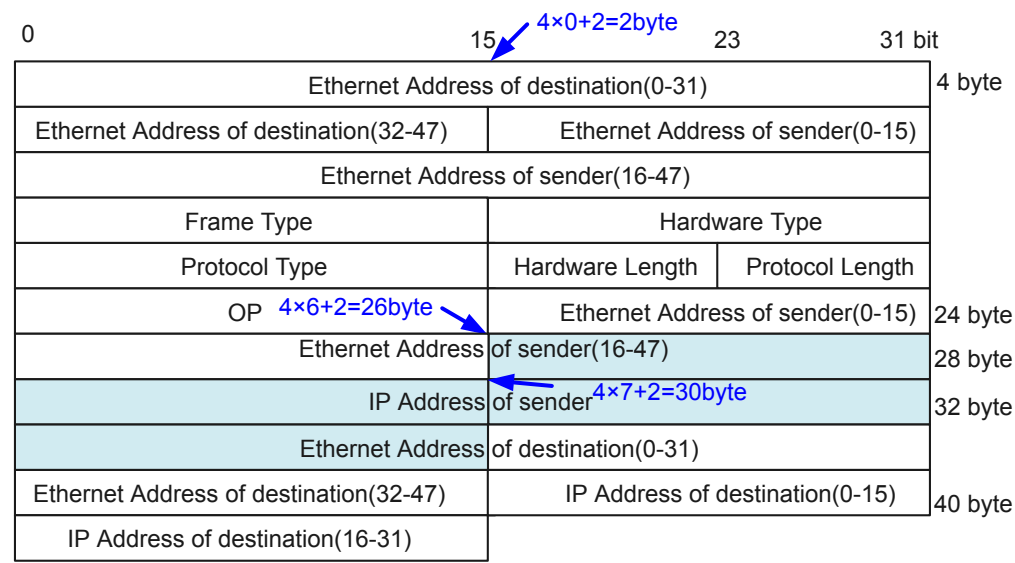 4×0+2=2byte
0 15 23 31 bit
Ethernet Address of destination(0-31) 4 byte
Ethernet Address of destination(32-47) Ethernet Address of sender(0-15)
Ethernet Address of sender(16-47)
Frame Type Hardware Type
Protocol Type Hardware Length Protocol Length
OP 4×6+2=26byte Ethernet Address of sender(0-15) 24 byte
Ethernet Address of sender(16-47) 28 byte
IP Address of sender 4×7+2=30byte 32 byte
Ethernet Address of destination(0-31)
Ethernet Address of destination(32-47) IP Address of destination(0-15) 40 byte
IP Address of destination(16-31)